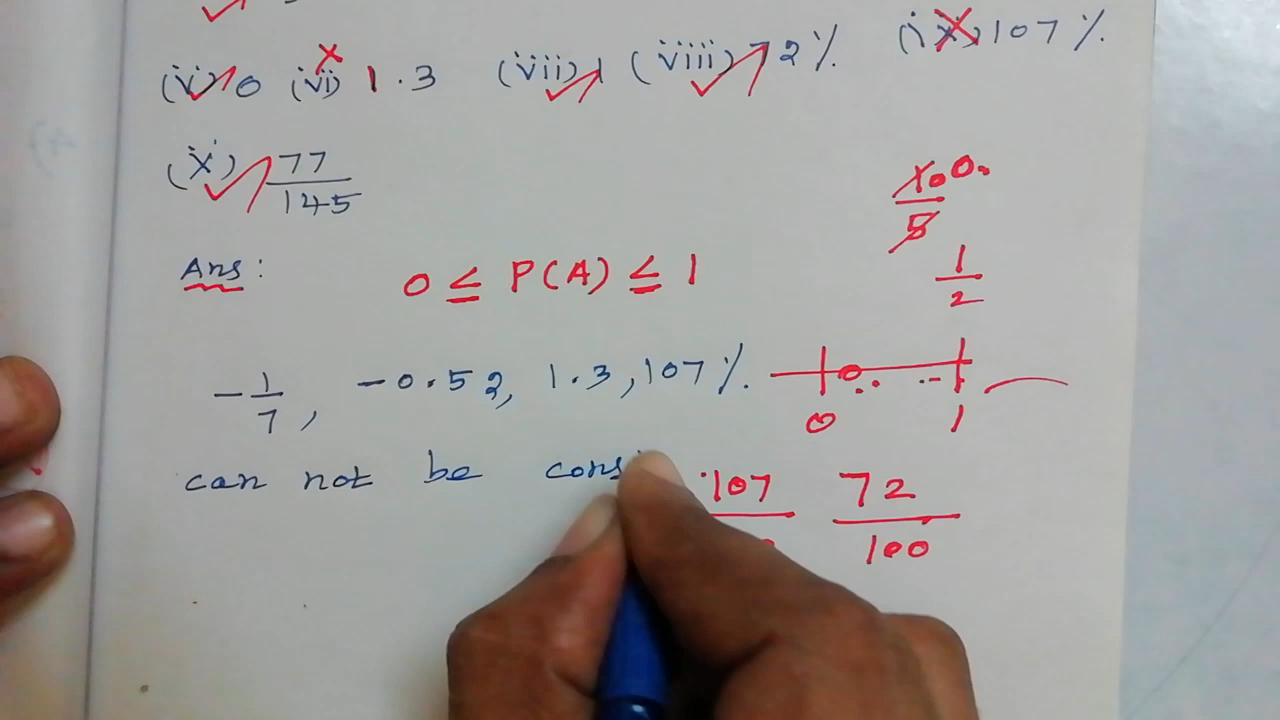 (v) 0 (vi) 1.3 (vii) 1 (viii) 72% (ix) 107%
(x) 77/145
Ans: 0 ≤ P(A) ≤ 1
1/2
-1/7, -0.52, 1.3, 107%.
0 1
can not be cons
107 72/100